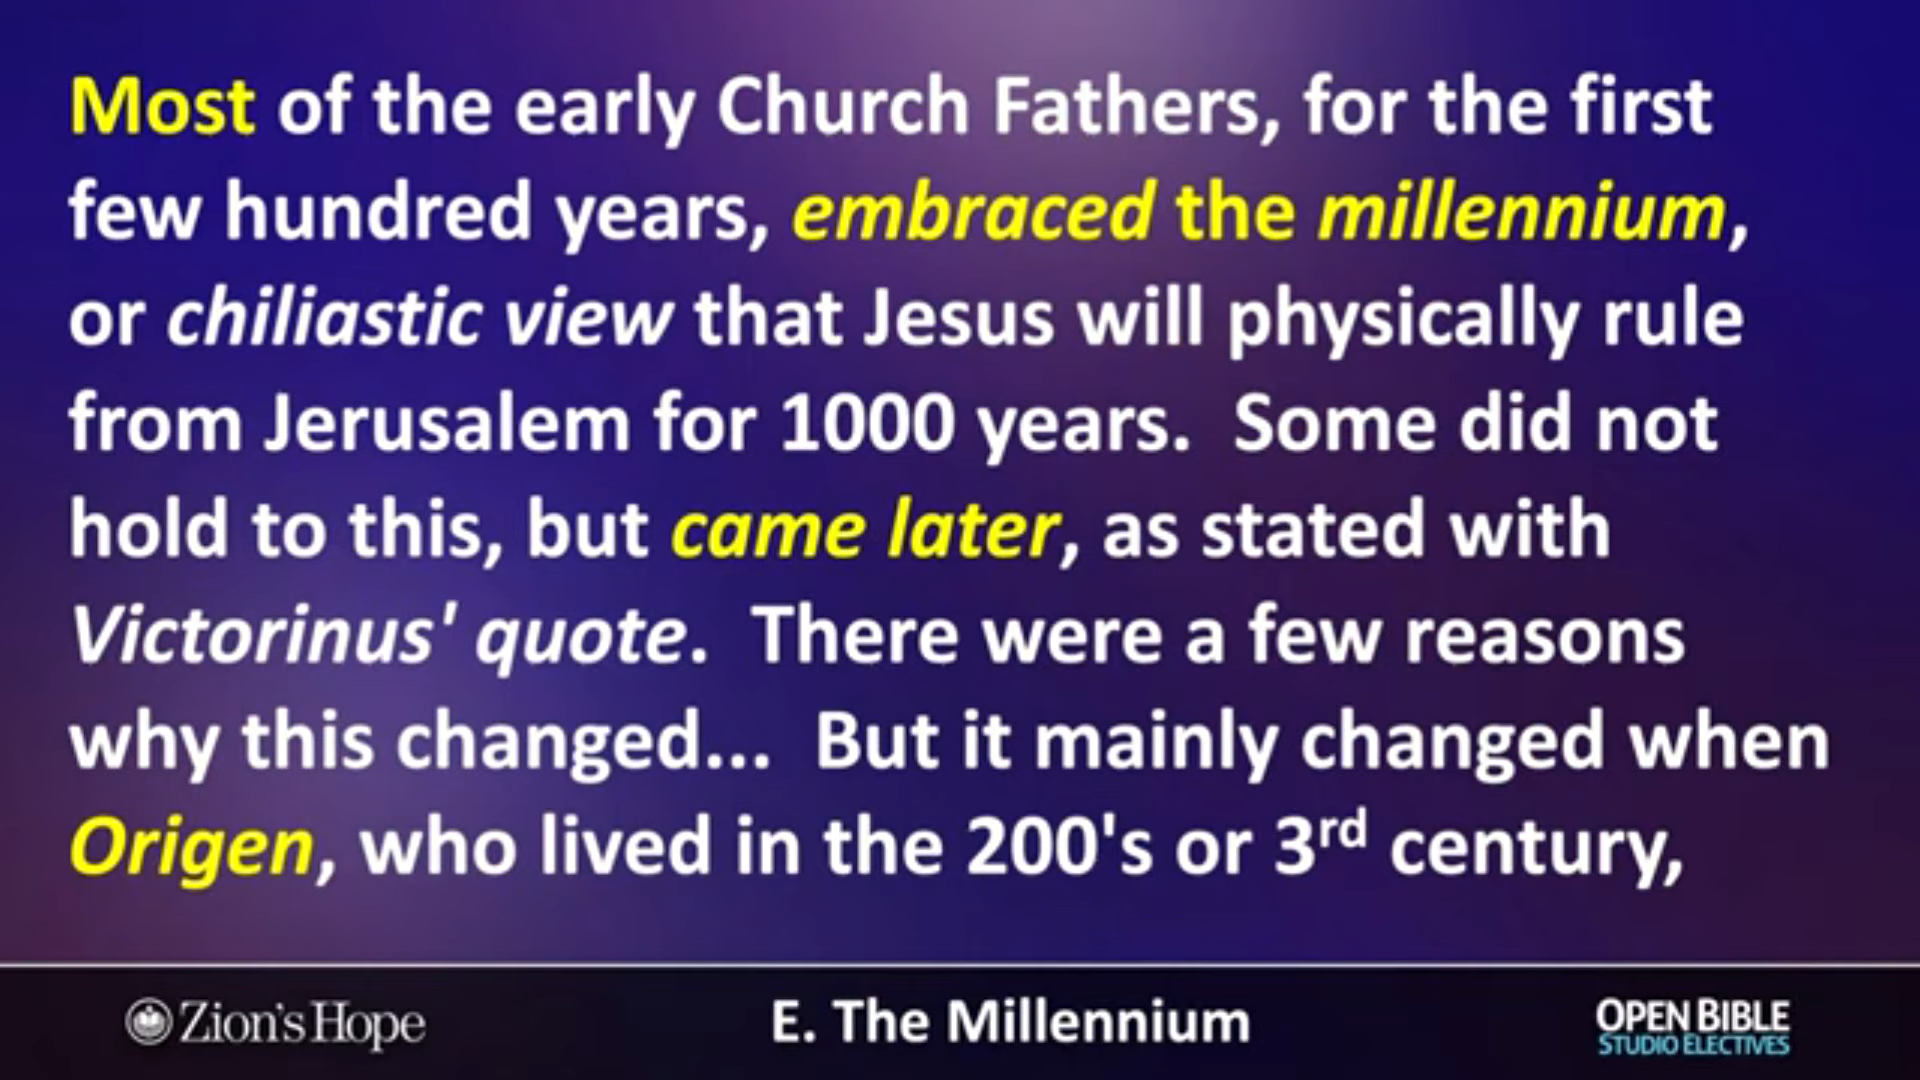 Most of the early Church Fathers, for the first
few hundred years, embraced the millennium,
or chiliastic view that Jesus will physically rule
from Jerusalem for 1000 years.  Some did not
hold to this, but came later, as stated with
Victorinus' quote.  There were a few reasons
why this changed...  But it mainly changed when
Origen, who lived in the 200's or 3rd century,
Zion's Hope
E. The Millennium
OPEN BIBLE
STUDIO ELECTIVES